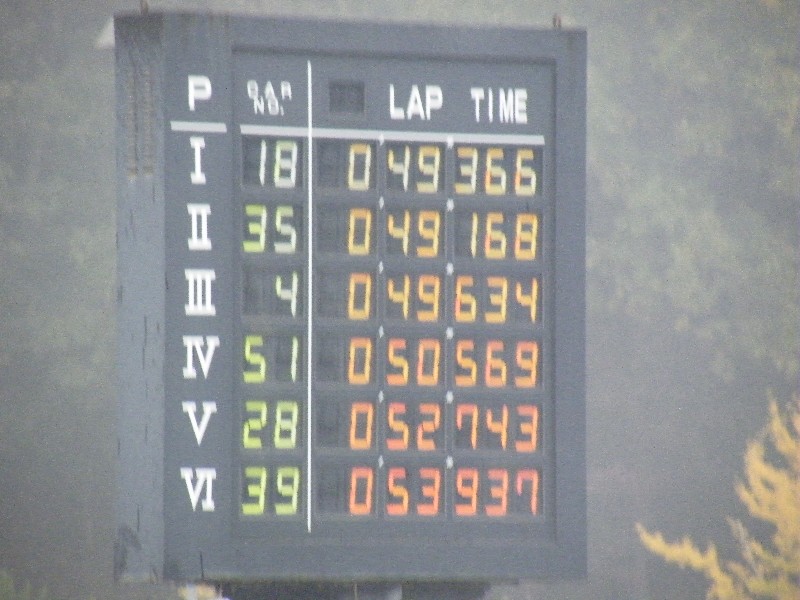 P CAR NO. LAP TIME
I 18 0'49"366
II 35 0'49"168
III 4 0'49"634
IV 51 0'50"569
V 28 0'52"743
VI 39 0'53"937